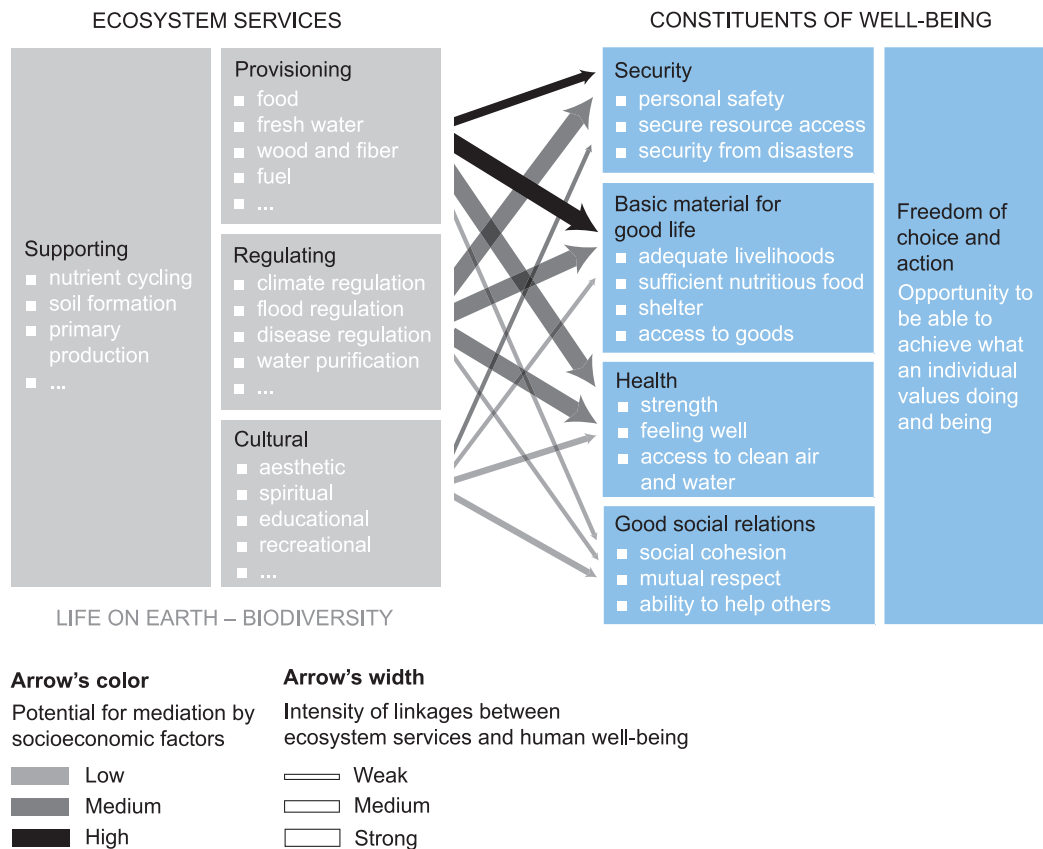 ECOSYSTEM SERVICES
CONSTITUENTS OF WELL-BEING
Supporting
nutrient cycling
soil formation
primary
production
...
Provisioning
food
fresh water
wood and fiber
fuel
...
Regulating
climate regulation
flood regulation
disease regulation
water purification
...
Cultural
aesthetic
spiritual
educational
recreational
...
LIFE ON EARTH – BIODIVERSITY
Security
personal safety
secure resource access
security from disasters
Basic material for
good life
adequate livelihoods
sufficient nutritious food
shelter
access to goods
Health
strength
feeling well
access to clean air
and water
Good social relations
social cohesion
mutual respect
ability to help others
Freedom of
choice and
action
Opportunity to
be able to
achieve what
an individual
values doing
and being
Arrow’s color
Potential for mediation by
socioeconomic factors
Low
Medium
High
Arrow’s width
Intensity of linkages between
ecosystem services and human well-being
Weak
Medium
Strong